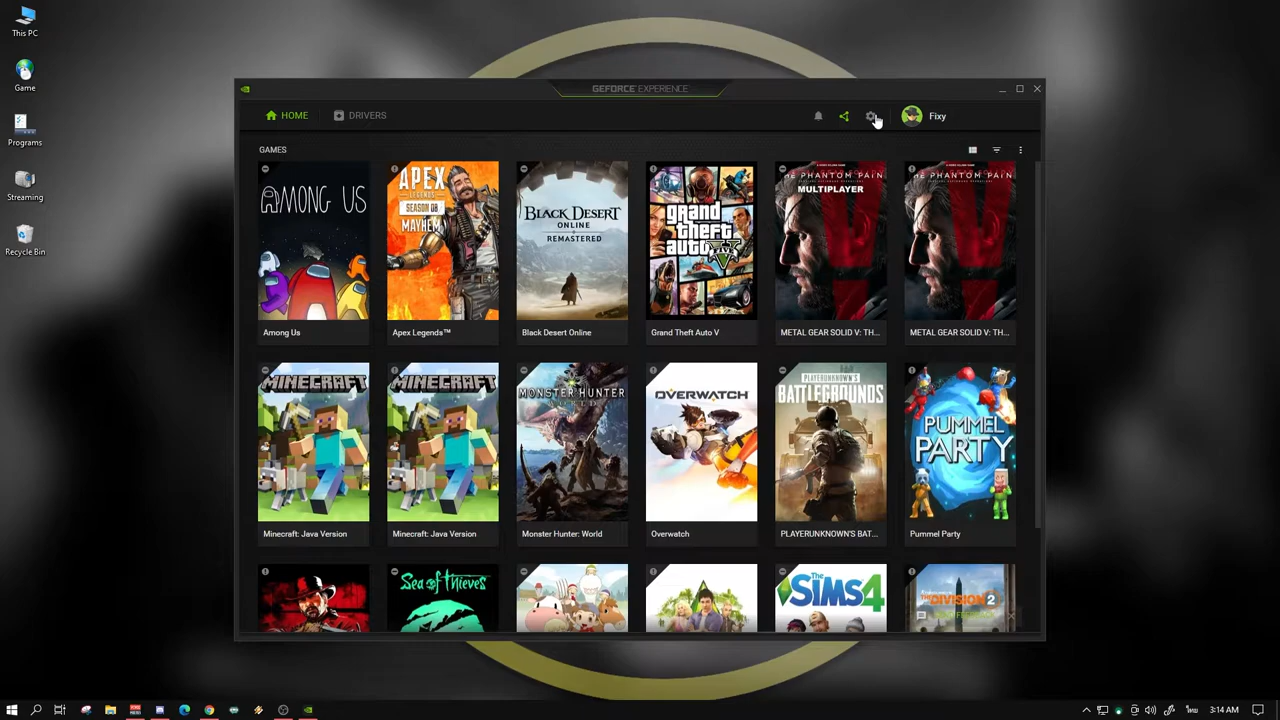 This PC
Game
Programs
Streaming
Recycle Bin
GEFORCE EXPERIENCE
HOME
DRIVERS
Fixy
GAMES
AMONG US
APEX
LEGENDS
SEASON 08
MAYHEM
BLACK DESERT
ONLINE
REMASTERED
grand
theft
auto
V
FIVE
THE PHANTOM PAIN
MULTIPLAYER
THE PHANTOM PAIN
Among Us
Apex Legends™
Black Desert Online
Grand Theft Auto V
METAL GEAR SOLID V: TH...
METAL GEAR SOLID V: TH...
MINECRAFT
MINECRAFT
MONSTER HUNTER
WORLD
OVERWATCH
PLAYERUNKNOWN'S
BATTLEGROUNDS
PUMMEL
PARTY
Minecraft: Java Version
Minecraft: Java Version
Monster Hunter: World
Overwatch
PLAYERUNKNOWN'S BAT...
Pummel Party
Sea of Thieves
The
SIMS 4
THE DIVISION 2
ไทย
3:14 AM